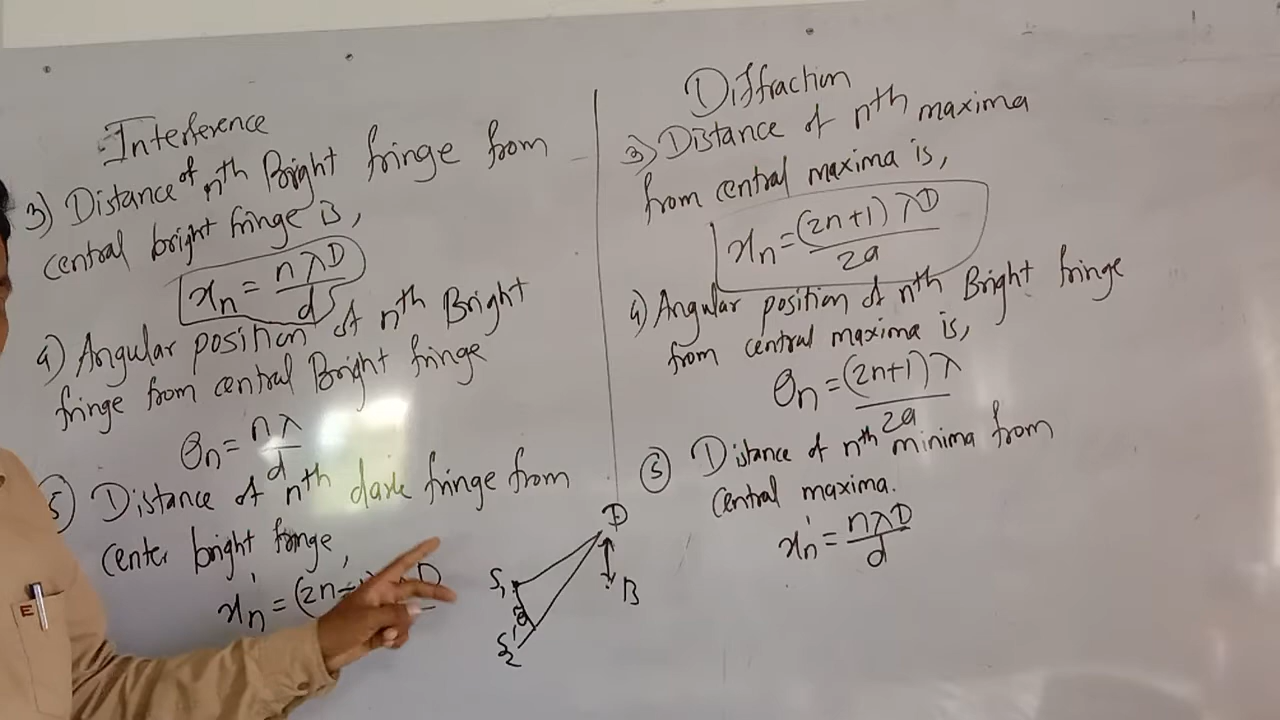 Interference
3) Distance of nth Bright fringe from
central bright fringe is,
xn = nλD/d
4) Angular position of nth Bright
fringe from central Bright fringe
θn = nλ/d
5) Distance of nth dark fringe from
center bright fringe,
x'n = (2n D
Diffraction
3) Distance of nth maxima
from central maxima is,
xn = (2n+1)λD/2a
4) Angular position of nth Bright fringe
from central maxima is,
θn = (2n+1)λ/2a
5 Distance of nth minima from
central maxima.
x'n = nλD/d
S1
S2
B
E